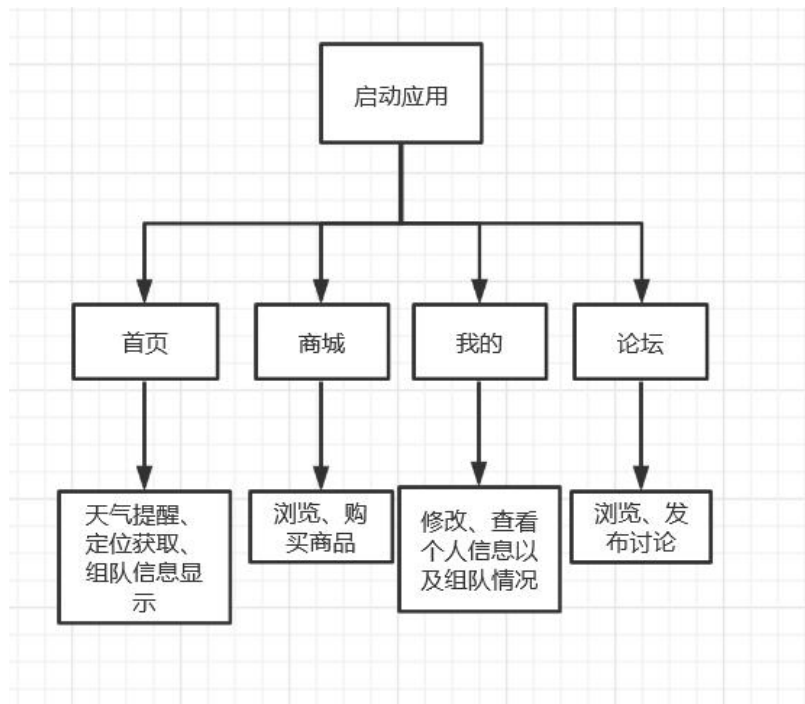 启动应用
首页
商城
我的
论坛
天气提醒、
定位获取、
组队信息显
示
浏览、购
买商品
修改、查看
个人信息以
及组队情况
浏览、发
布讨论